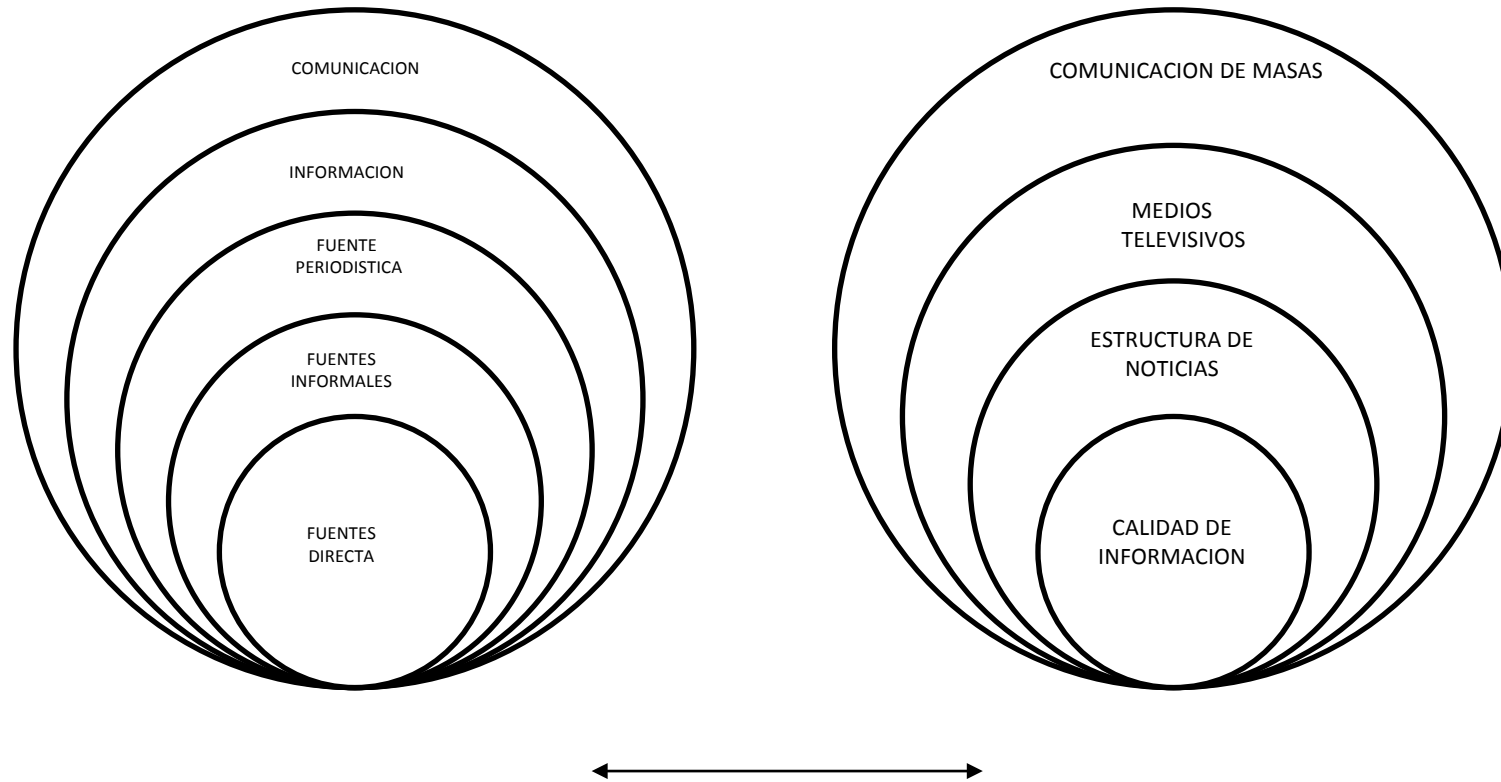 COMUNICACION
INFORMACION
FUENTE
PERIODISTICA
FUENTES
INFORMALES
FUENTES
DIRECTA
COMUNICACION DE MASAS
MEDIOS
TELEVISIVOS
ESTRUCTURA DE
NOTICIAS
CALIDAD DE
INFORMACION